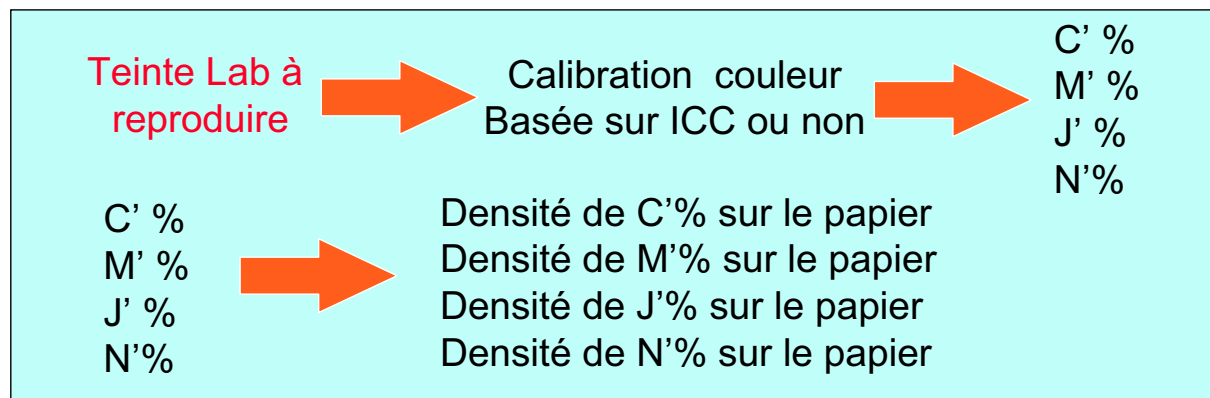 Teinte Lab à
reproduire
Calibration couleur
Basée sur ICC ou non
C’ %
M’ %
J’ %
N’%
C’ %
M’ %
J’ %
N’%
Densité de C’% sur le papier
Densité de M’% sur le papier
Densité de J’% sur le papier
Densité de N’% sur le papier